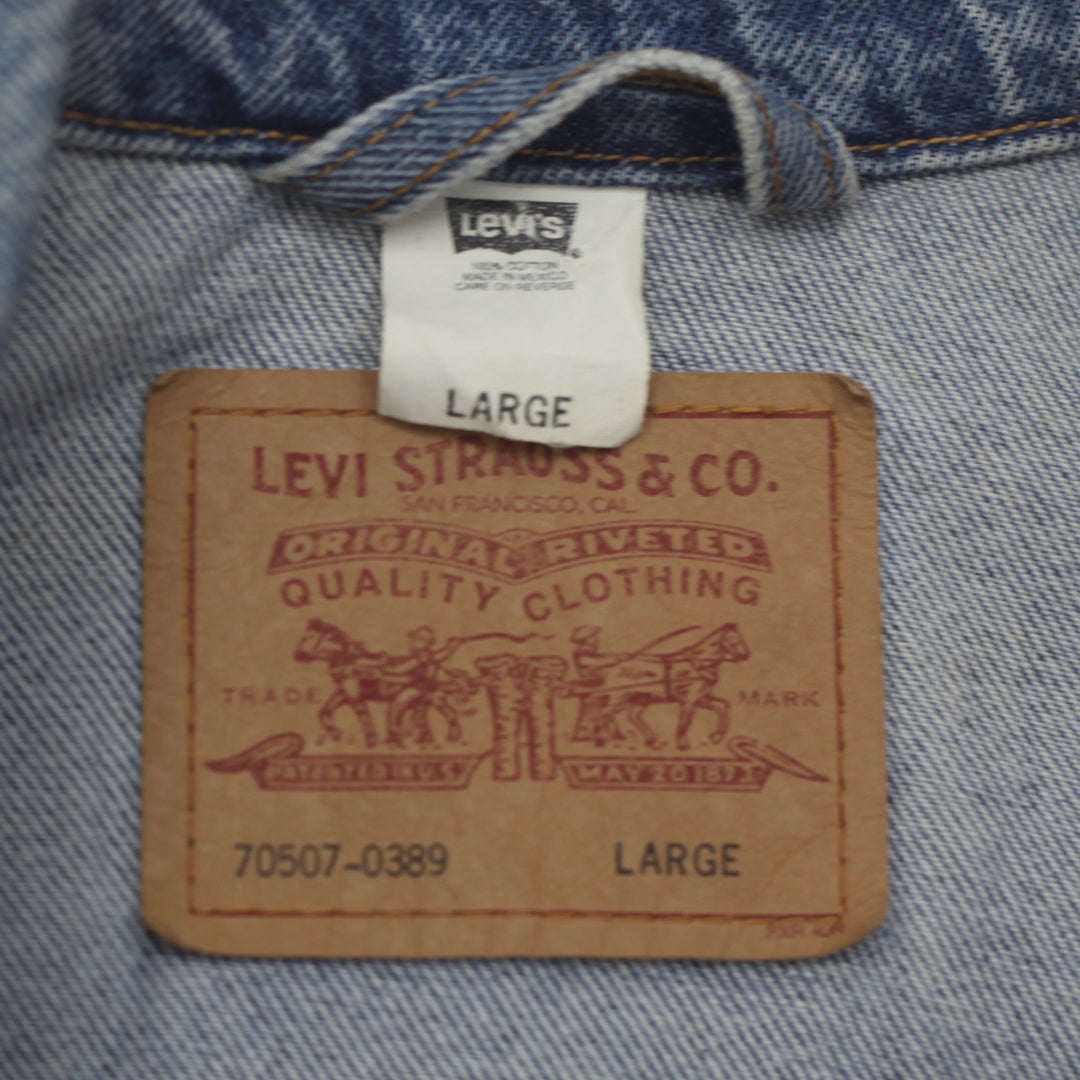 LEVI'S
100% COTTON
MADE IN MEXICO
CARE ON REVERSE
LARGE
LEVI STRAUSS & CO.
SAN FRANCISCO, CAL.
ORIGINAL RIVETED
QUALITY CLOTHING
TRADE MARK
PATENTED IN U.S. MAY 20 1873
70507-0389 LARGE